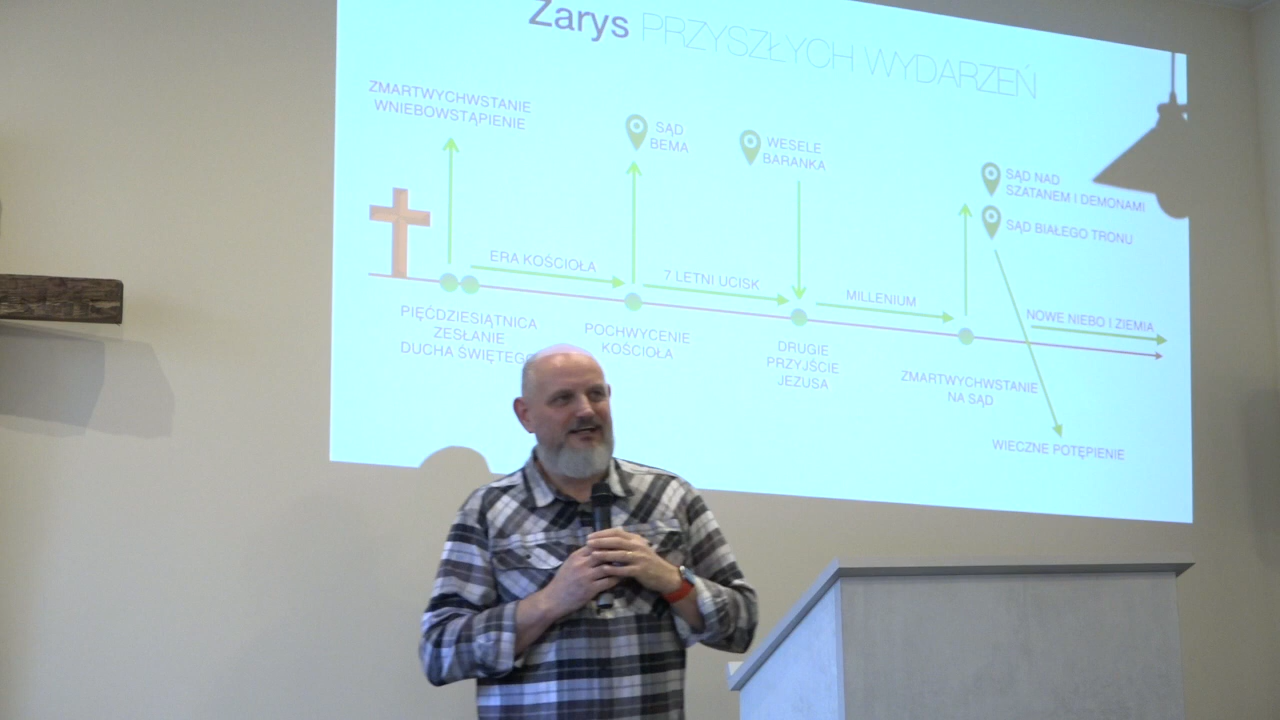 Zarys PRZYSZŁYCH WYDARZEŃ
ZMARTWYCHWSTANIE
WNIEBOWSTĄPIENIE
SĄD
BEMA
WESELE
BARANKA
SĄD NAD
SZATANEM I DEMONAMI
SĄD BIAŁEGO TRONU
ERA KOŚCIOŁA
7 LETNI UCISK
MILLENIUM
NOWE NIEBO I ZIEMIA
PIĘĆDZIESIĄTNICA
ZESŁANIE
DUCHA ŚWIĘTEGO
POCHWYCENIE
KOŚCIOŁA
DRUGIE
PRZYJŚCIE
JEZUSA
ZMARTWYCHWSTANIE
NA SĄD
WIECZNE POTĘPIENIE